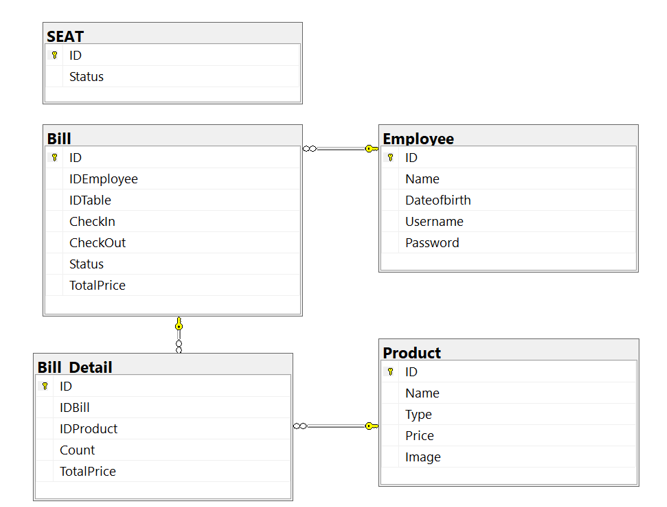 SEAT
ID
Status
Bill
ID
IDEmployee
IDTable
CheckIn
CheckOut
Status
TotalPrice
Employee
ID
Name
Dateofbirth
Username
Password
Bill_Detail
ID
IDBill
IDProduct
Count
TotalPrice
Product
ID
Name
Type
Price
Image